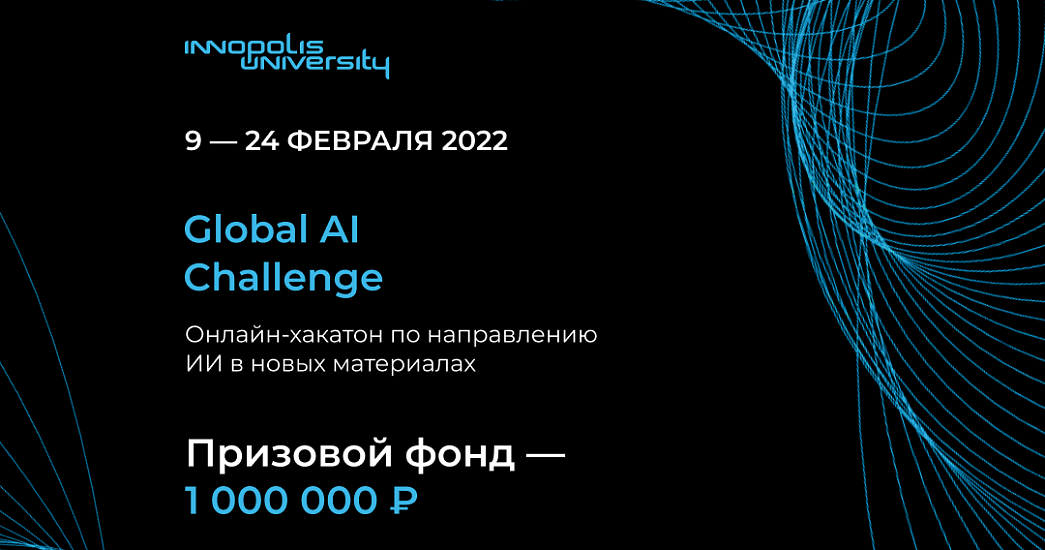 innopolis
university
9 — 24 ФЕВРАЛЯ 2022
Global AI
Challenge
Онлайн-хакатон по направлению
ИИ в новых материалах
Призовой фонд —
1 000 000 ₽